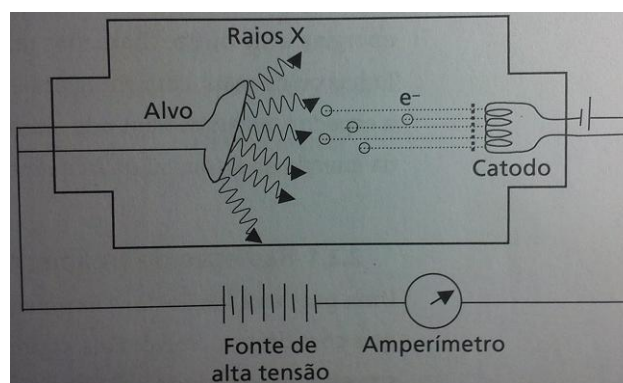 Raios X
Alvo
e⁻
Catodo
Fonte de
alta tensão
Amperímetro